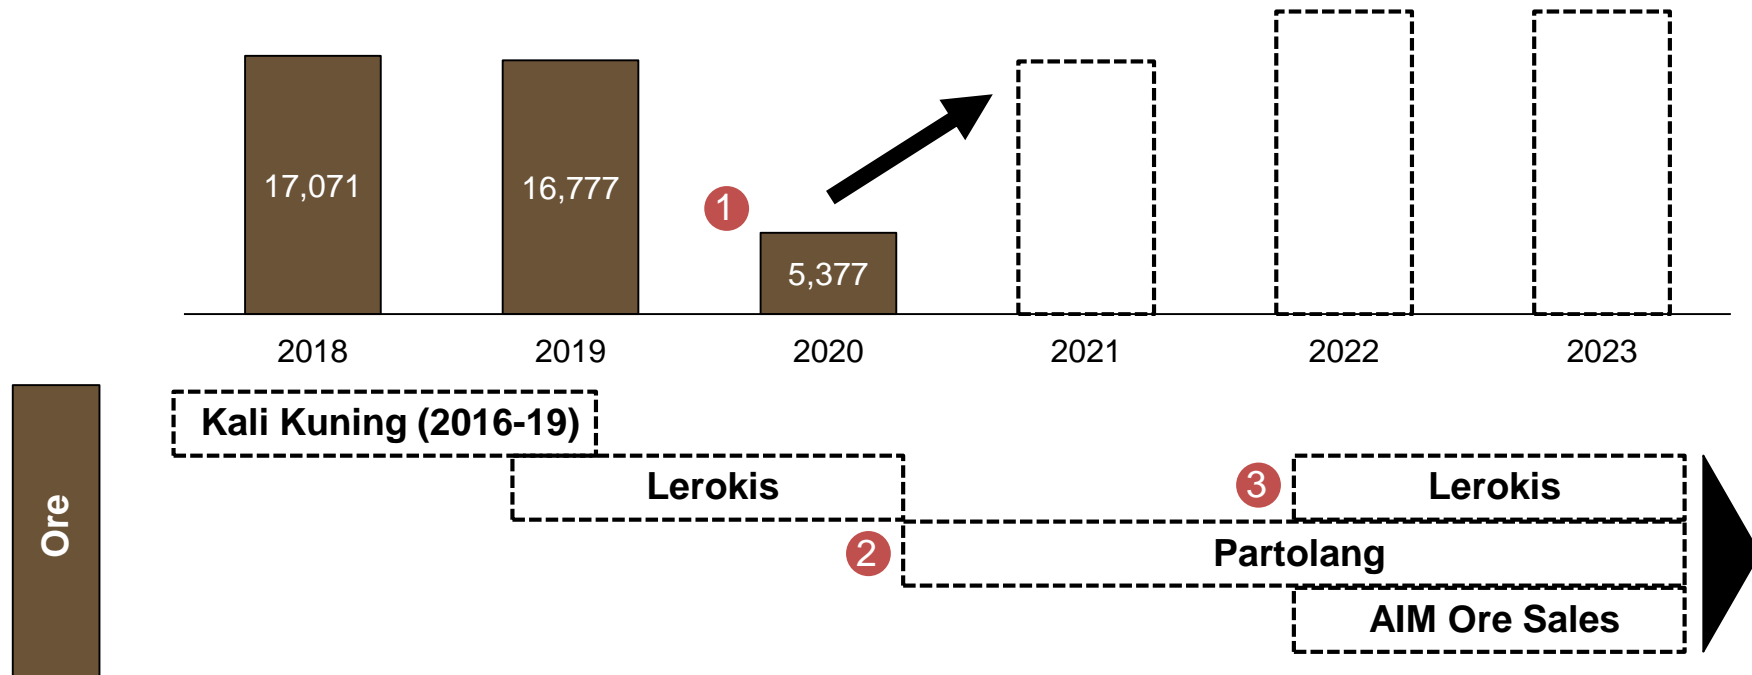 17,071
16,777
1
5,377
2018
2019
2020
2021
2022
2023
Ore
Kali Kuning (2016-19)
Lerokis
3
Lerokis
2
Partolang
AIM Ore Sales